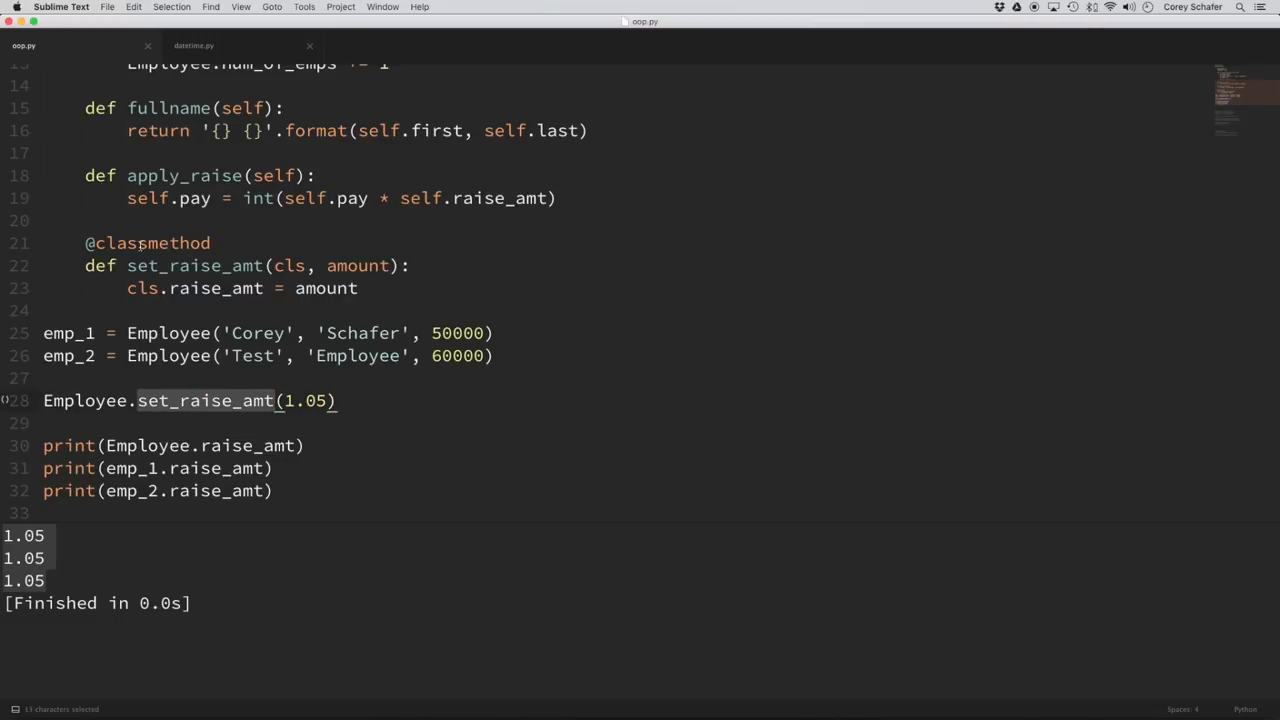 Sublime Text File Edit Selection Find View Goto Tools Project Window Help Corey Schafer
oop.py
oop.py datetime.py
13 Employee.num_of_emps += 1
14
15 def fullname(self):
16 return '{} {}'.format(self.first, self.last)
17
18 def apply_raise(self):
19 self.pay = int(self.pay * self.raise_amt)
20
21 @classmethod
22 def set_raise_amt(cls, amount):
23 cls.raise_amt = amount
24
25 emp_1 = Employee('Corey', 'Schafer', 50000)
26 emp_2 = Employee('Test', 'Employee', 60000)
27
28 Employee.set_raise_amt(1.05)
29
30 print(Employee.raise_amt)
31 print(emp_1.raise_amt)
32 print(emp_2.raise_amt)
33
1.05
1.05
1.05
[Finished in 0.0s]
13 characters selected Spaces: 4 Python